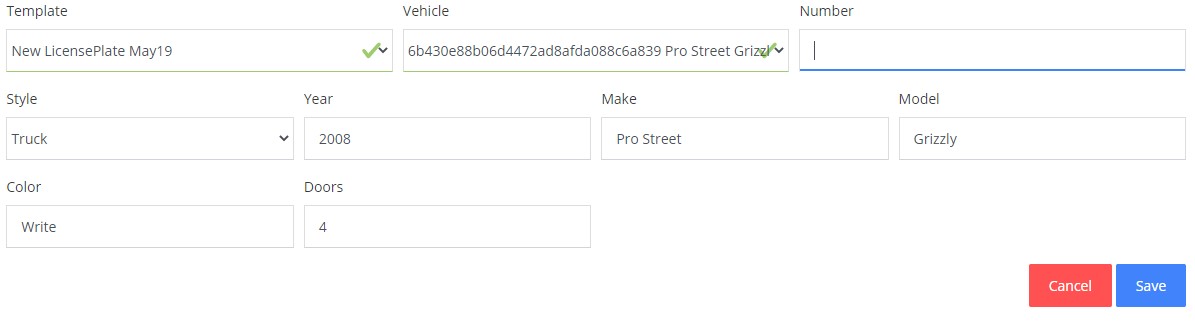 Template Vehicle Number
New LicensePlate May19 6b430e88b06d4472ad8afda088c6a839 Pro Street Grizzl
Style Year Make Model
Truck 2008 Pro Street Grizzly
Color Doors
Write 4
Cancel Save